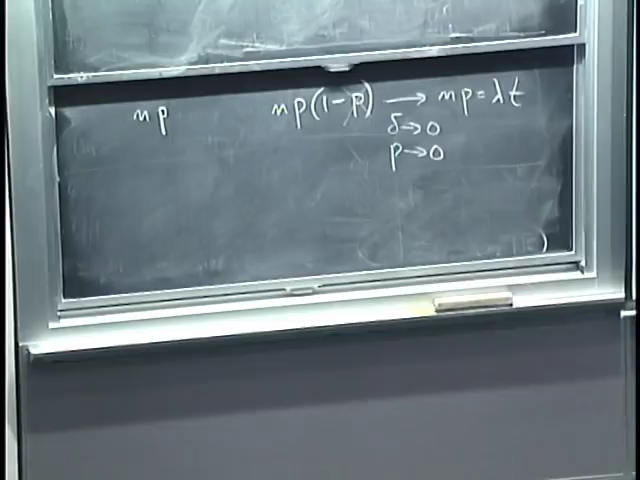 np np(1-p) → np = λt
δ→0
p→0